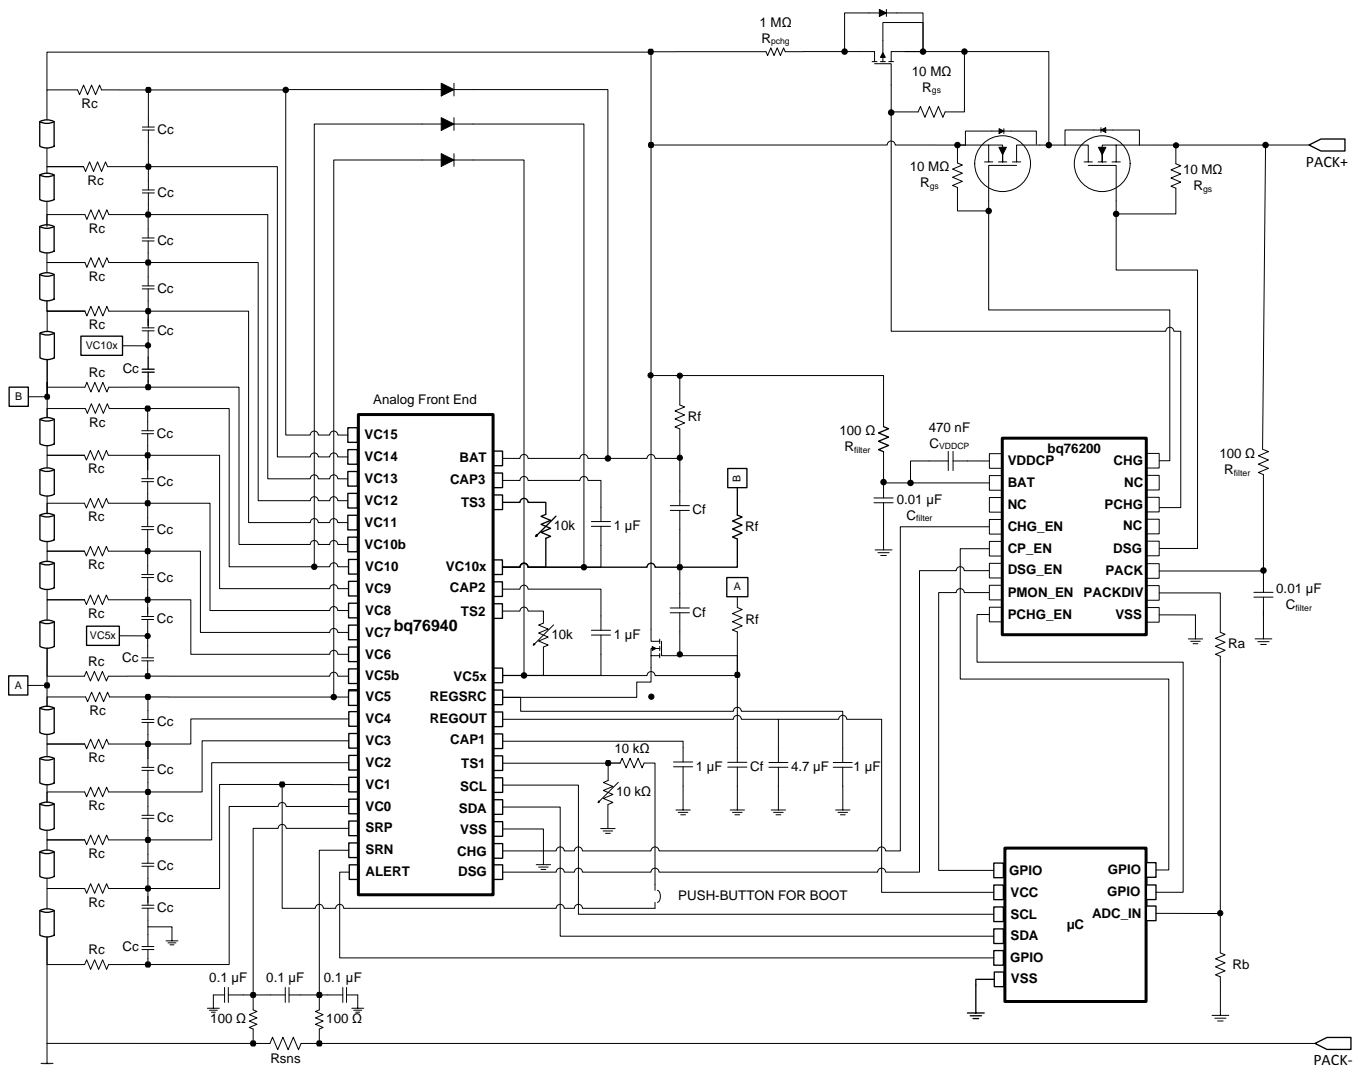 1 MΩ
Rpchg
10 MΩ
Rgs
PACK+
10 MΩ
Rgs
10 MΩ
Rgs
Rc
Cc
Rc
Cc
Rc
Cc
Rc
Cc
Rc
Cc
VC10x
Cc
Rc
B
Rc
Cc
Rc
Cc
Rc
Cc
Rc
Cc
Rc
Cc
VC5x
Cc
Rc
A
Rc
Cc
Rc
Cc
Rc
Cc
Rc
Cc
Rc
Cc
Cc
Rc
Analog Front End
bq76940
VC15
VC14
VC13
VC12
VC11
VC10b
VC10
VC9
VC8
VC7
VC6
VC5b
VC5
VC4
VC3
VC2
VC1
VC0
SRP
SRN
ALERT
BAT
CAP3
TS3
VC10x
CAP2
TS2
VC5x
REGSRC
REGOUT
CAP1
TS1
SCL
SDA
VSS
CHG
DSG
10k
1 µF
10k
1 µF
Rf
Cf
B
Rf
Cf
A
Rf
10 kΩ
10 kΩ
1 µF
Cf
4.7 µF
1 µF
PUSH-BUTTON FOR BOOT
100 Ω
Rfilter
470 nF
CVDDCP
0.01 µF
Cfilter
bq76200
VDDCP
BAT
NC
CHG_EN
CP_EN
DSG_EN
PMON_EN
PCHG_EN
CHG
NC
PCHG
NC
DSG
PACK
PACKDIV
VSS
100 Ω
Rfilter
0.01 µF
Cfilter
Ra
Rb
µC
GPIO
VCC
SCL
SDA
GPIO
VSS
GPIO
GPIO
ADC_IN
0.1 µF
0.1 µF
0.1 µF
100 Ω
100 Ω
Rsns
PACK-